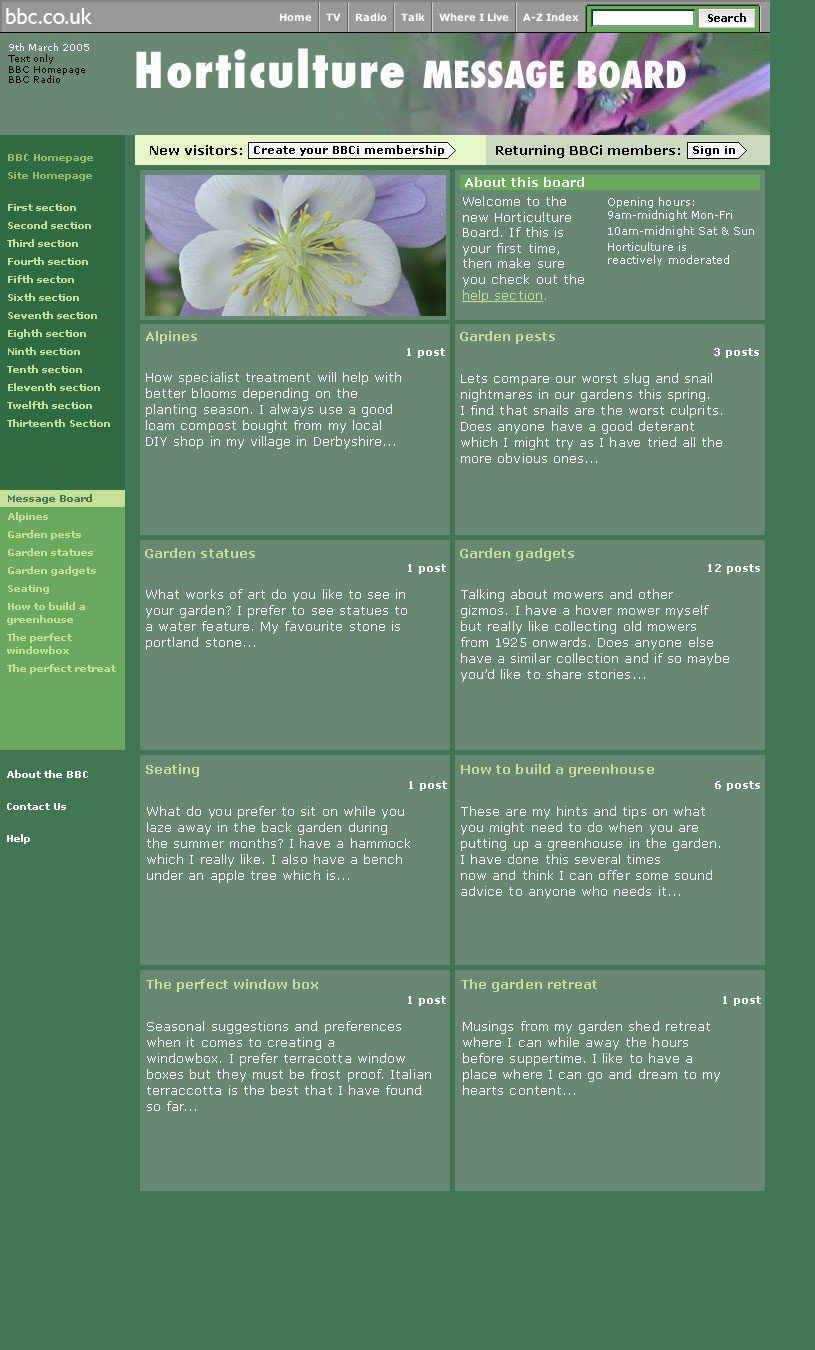 bbc.co.uk
Home TV Radio Talk Where I Live A-Z Index Search
9th March 2005
Text only
BBC Homepage
BBC Radio
Horticulture MESSAGE BOARD
New visitors: Create your BBCi membership
Returning BBCi members: Sign in
BBC Homepage
Site Homepage
First section
Second section
Third section
Fourth section
Fifth secton
Sixth section
Seventh section
Eighth section
Ninth section
Tenth section
Eleventh section
Twelfth section
Thirteenth Section
Message Board
Alpines
Garden pests
Garden statues
Garden gadgets
Seating
How to build a
greenhouse
The perfect
windowbox
The perfect retreat
About the BBC
Contact Us
Help
About this board
Welcome to the
new Horticulture
Board. If this is
your first time,
then make sure
you check out the
help section.
Opening hours:
9am-midnight Mon-Fri
10am-midnight Sat & Sun
Horticulture is
reactively moderated
Alpines
1 post
How specialist treatment will help with
better blooms depending on the
planting season. I always use a good
loam compost bought from my local
DIY shop in my village in Derbyshire...
Garden pests
3 posts
Lets compare our worst slug and snail
nightmares in our gardens this spring.
I find that snails are the worst culprits.
Does anyone have a good deterant
which I might try as I have tried all the
more obvious ones...
Garden statues
1 post
What works of art do you like to see in
your garden? I prefer to see statues to
a water feature. My favourite stone is
portland stone...
Garden gadgets
12 posts
Talking about mowers and other
gizmos. I have a hover mower myself
but really like collecting old mowers
from 1925 onwards. Does anyone else
have a similar collection and if so maybe
you'd like to share stories...
Seating
1 post
What do you prefer to sit on while you
laze away in the back garden during
the summer months? I have a hammock
which I really like. I also have a bench
under an apple tree which is...
How to build a greenhouse
6 posts
These are my hints and tips on what
you might need to do when you are
putting up a greenhouse in the garden.
I have done this several times
now and think I can offer some sound
advice to anyone who needs it...
The perfect window box
1 post
Seasonal suggestions and preferences
when it comes to creating a
windowbox. I prefer terracotta window
boxes but they must be frost proof. Italian
terraccotta is the best that I have found
so far...
The garden retreat
1 post
Musings from my garden shed retreat
where I can while away the hours
before suppertime. I like to have a
place where I can go and dream to my
hearts content...